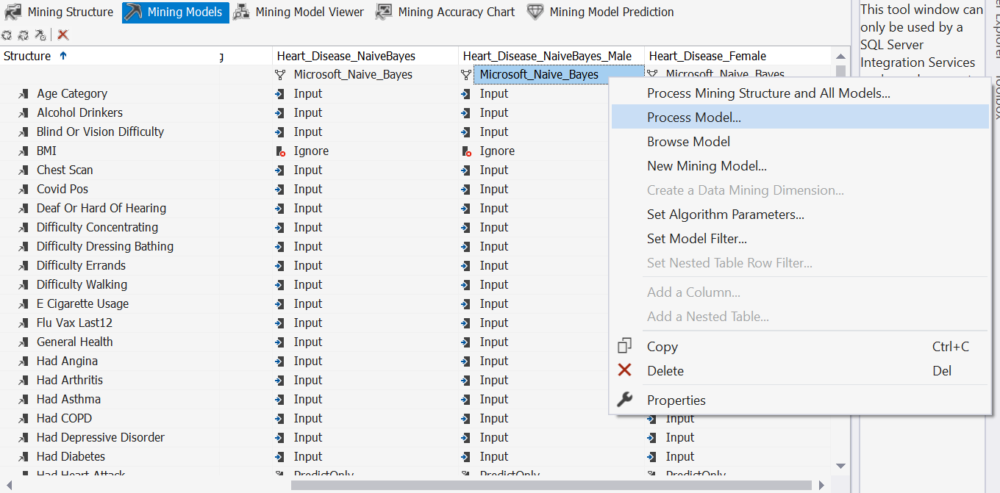 Mining Structure Mining Models Mining Model Viewer Mining Accuracy Chart Mining Model Prediction
This tool window can
only be used by a
SQL Server
Integration Services
Structure g Heart_Disease_NaiveBayes Heart_Disease_NaiveBayes_Male Heart_Disease_Female
Microsoft_Naive_Bayes Microsoft_Naive_Bayes Microsoft_Naive_Bayes
Age Category Input Input
Alcohol Drinkers Input Input
Blind Or Vision Difficulty Input Input
BMI Ignore Ignore
Chest Scan Input Input
Covid Pos Input Input
Deaf Or Hard Of Hearing Input Input
Difficulty Concentrating Input Input
Difficulty Dressing Bathing Input Input
Difficulty Errands Input Input
Difficulty Walking Input Input
E Cigarette Usage Input Input
Flu Vax Last12 Input Input
General Health Input Input
Had Angina Input Input
Had Arthritis Input Input
Had Asthma Input Input
Had COPD Input Input Input
Had Depressive Disorder Input Input Input
Had Diabetes Input Input Input
Had Heart Attack PredictOnly PredictOnly PredictOnly
Process Mining Structure and All Models...
Process Model...
Browse Model
New Mining Model...
Create a Data Mining Dimension...
Set Algorithm Parameters...
Set Model Filter...
Set Nested Table Row Filter...
Add a Column...
Add a Nested Table...
Copy Ctrl+C
Delete Del
Properties
Explorer